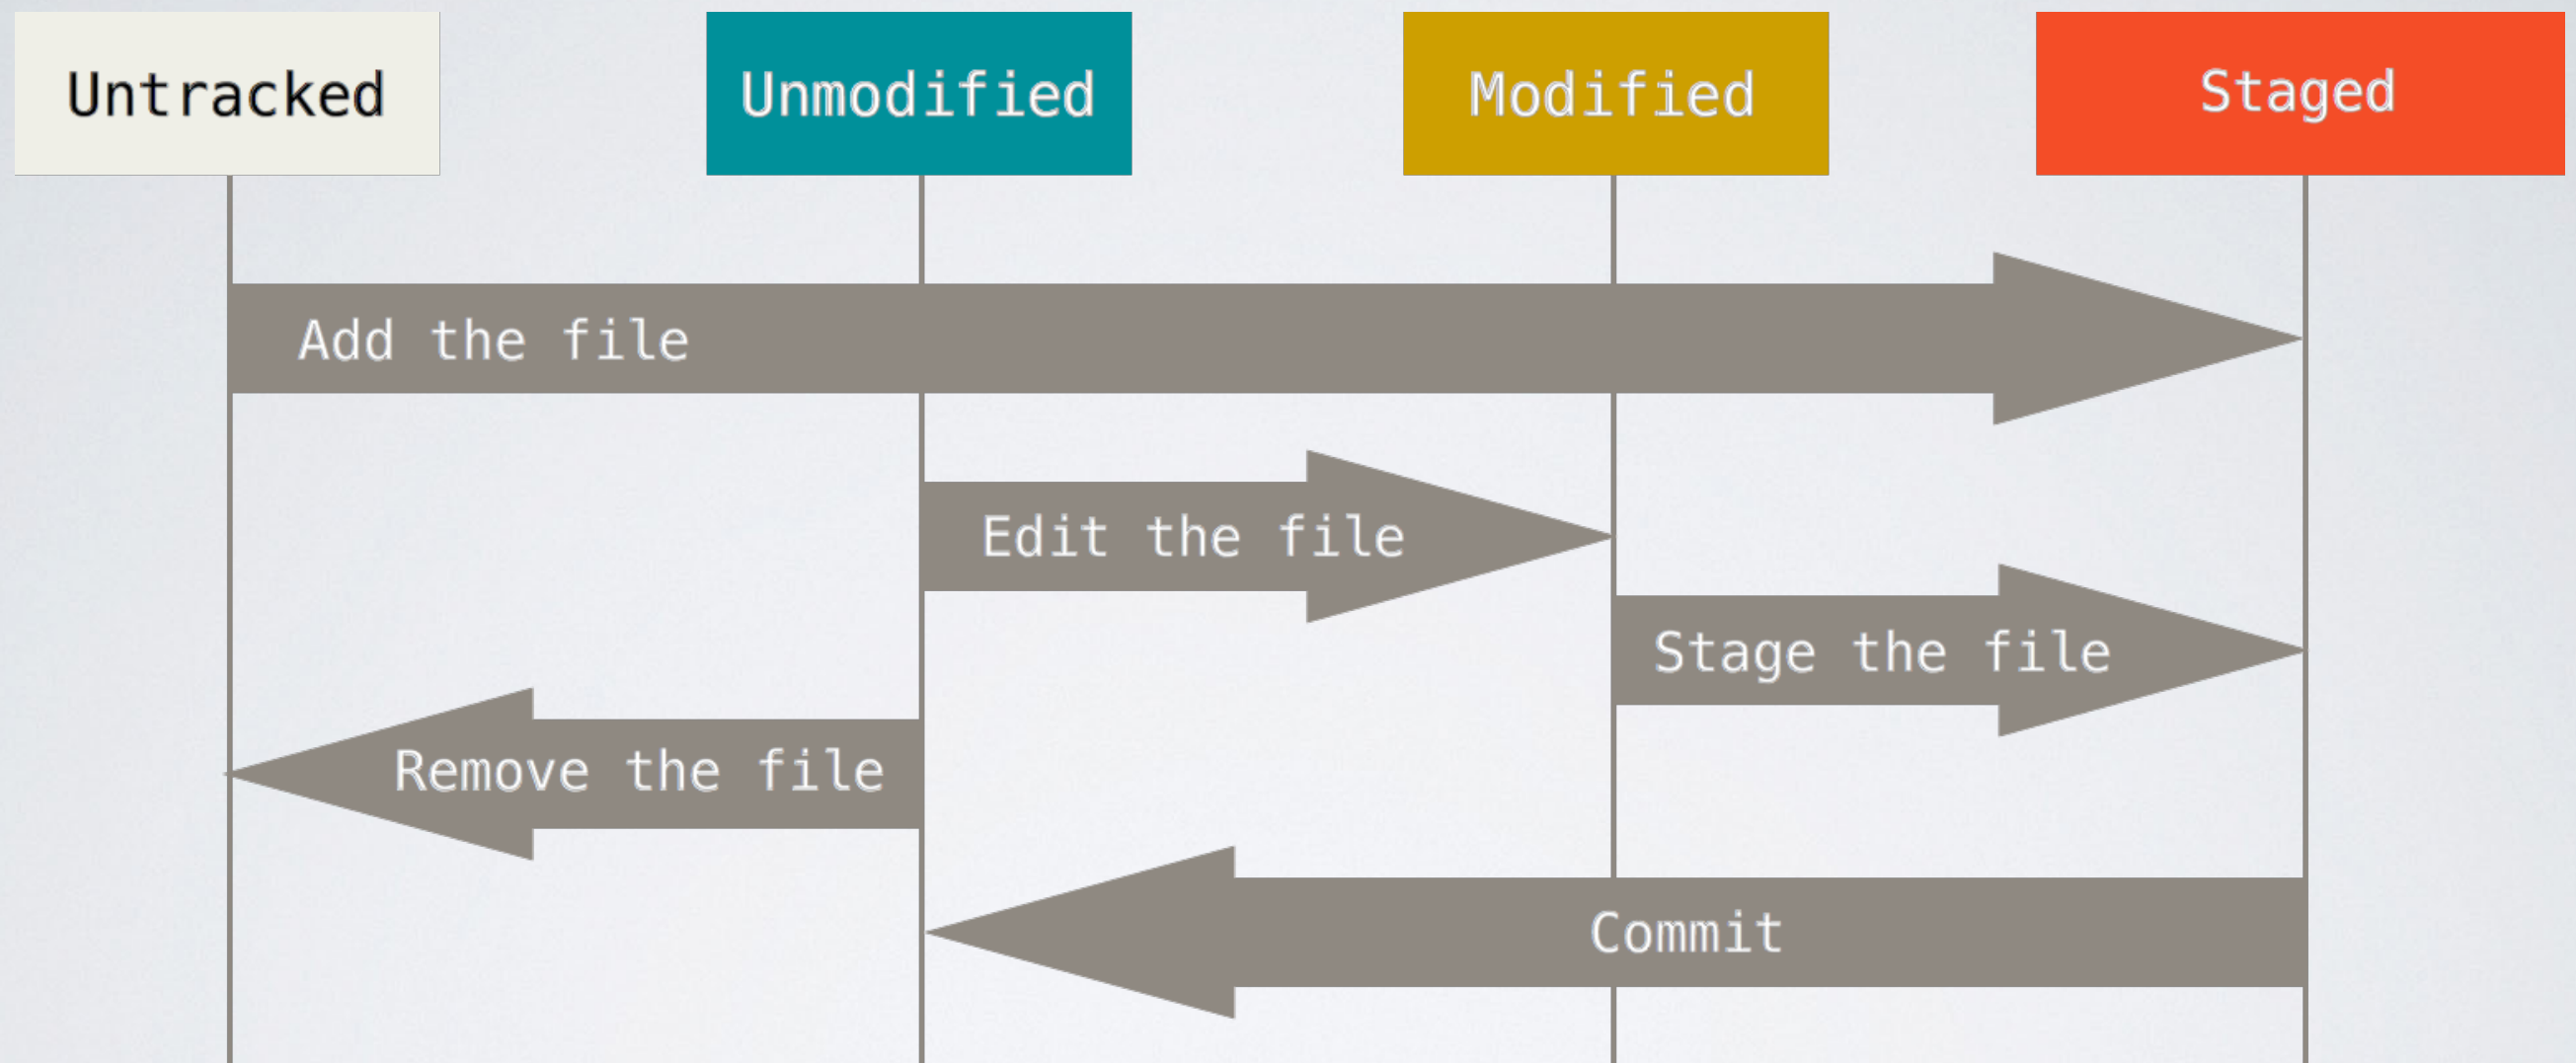 Untracked
Unmodified
Modified
Staged
Add the file
Edit the file
Stage the file
Remove the file
Commit